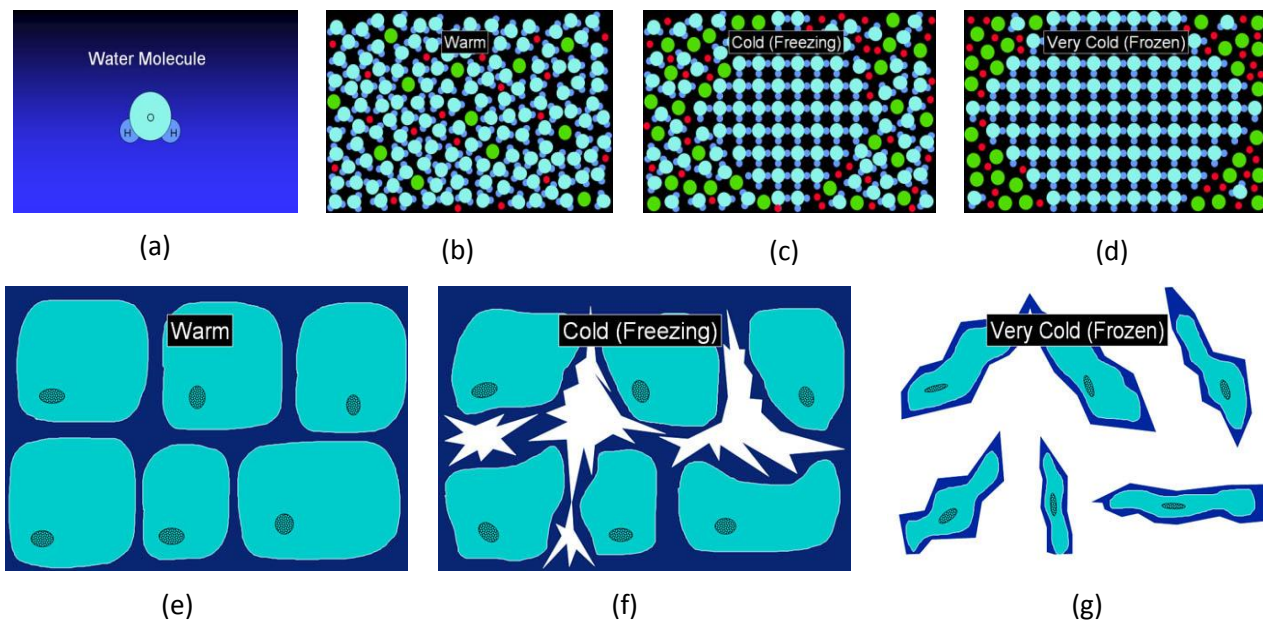 Water Molecule
O
H H
Warm
Cold (Freezing)
Very Cold (Frozen)
(a)
(b)
(c)
(d)
Warm
Cold (Freezing)
Very Cold (Frozen)
(e)
(f)
(g)